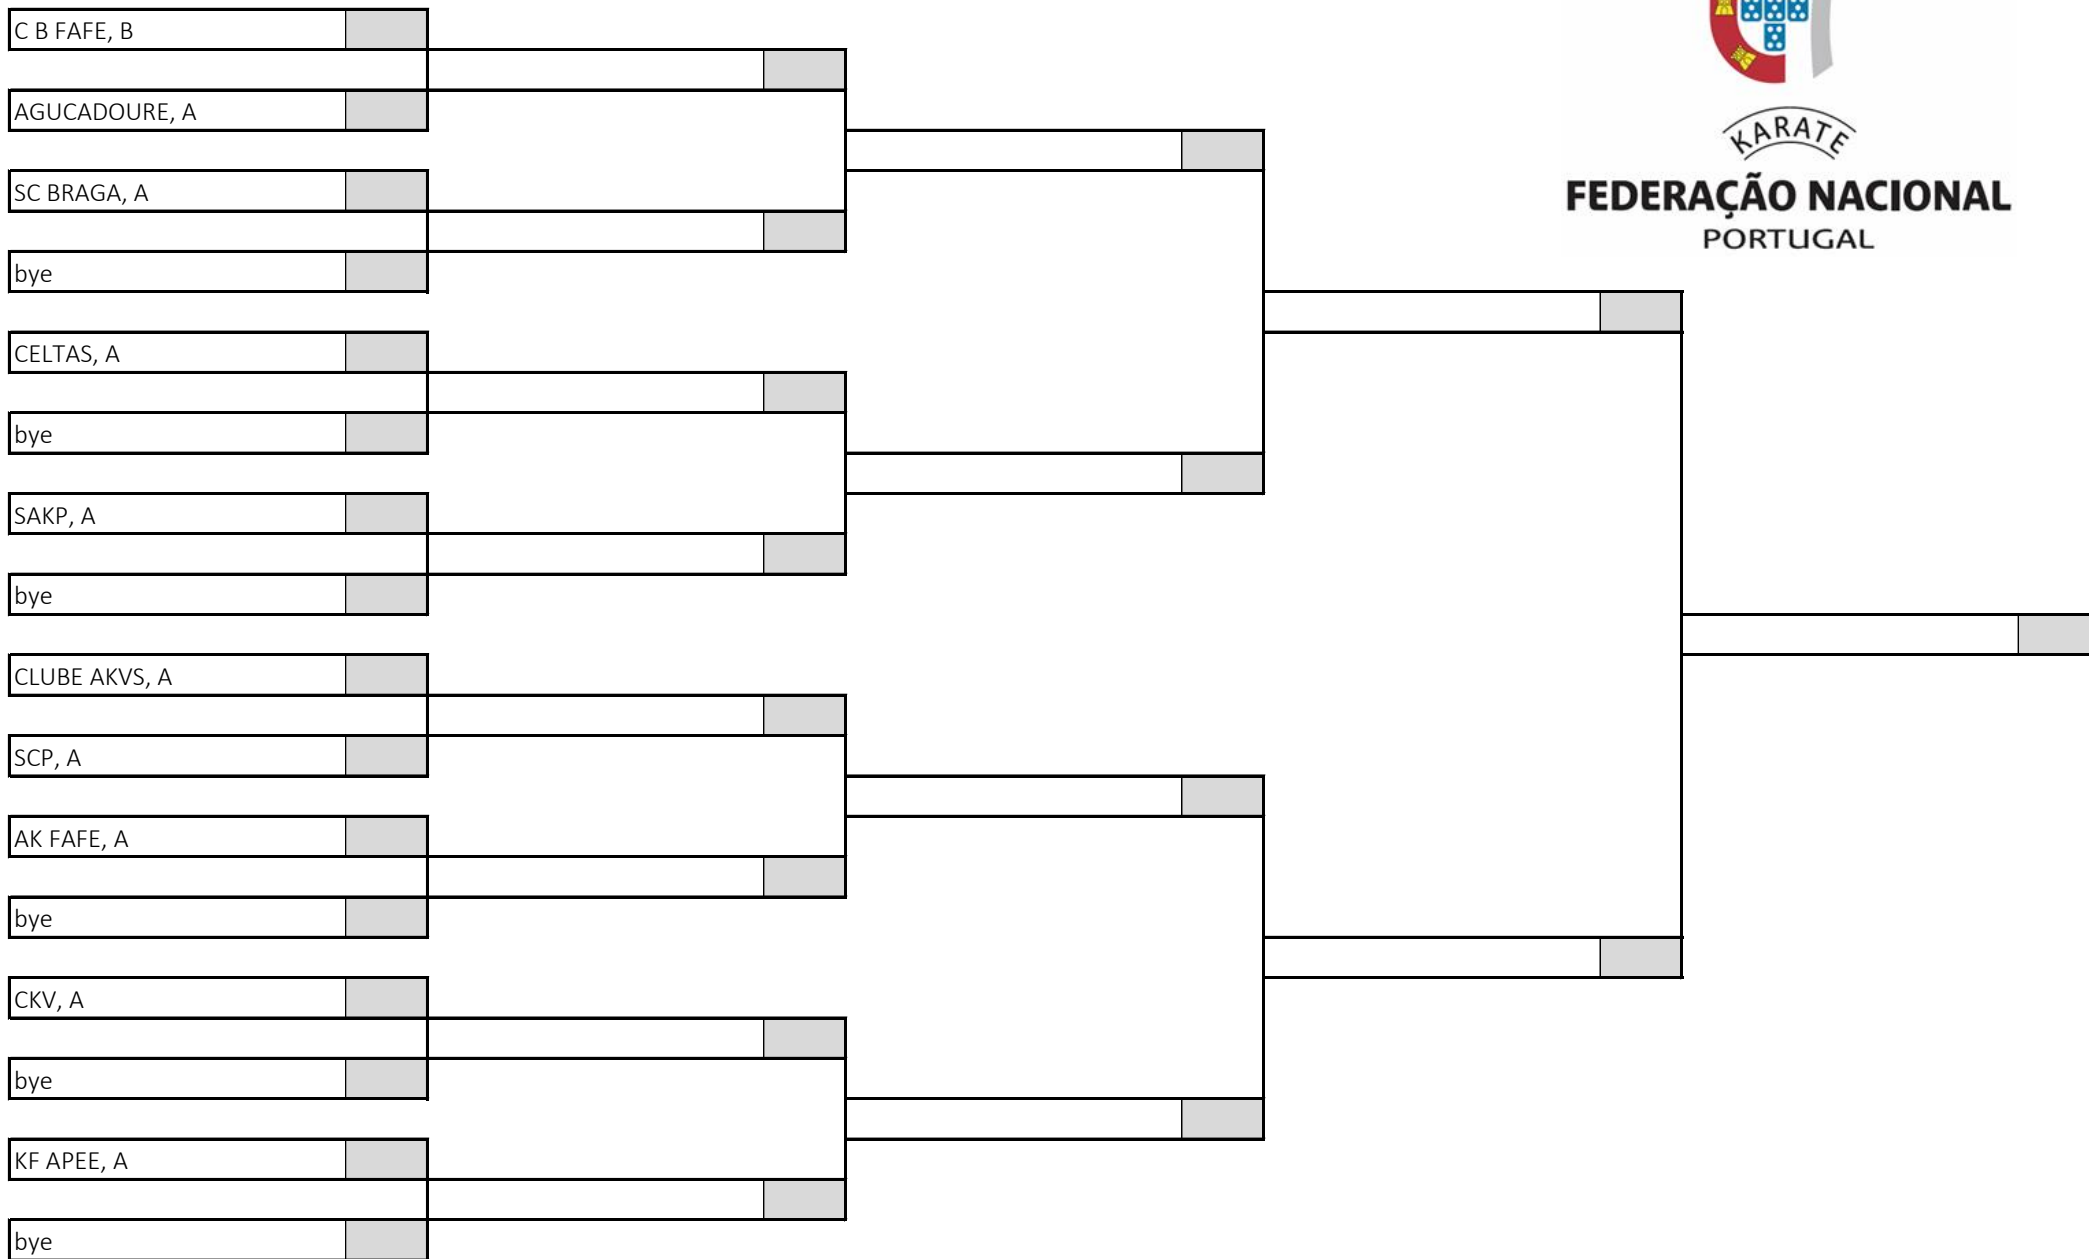 C B FAFE, B
AGUCADOURE, A
SC BRAGA, A
bye
CELTAS, A
bye
SAKP, A
bye
CLUBE AKVS, A
SCP, A
AK FAFE, A
bye
CKV, A
bye
KF APEE, A
bye
KARATE
FEDERAÇÃO NACIONAL
PORTUGAL